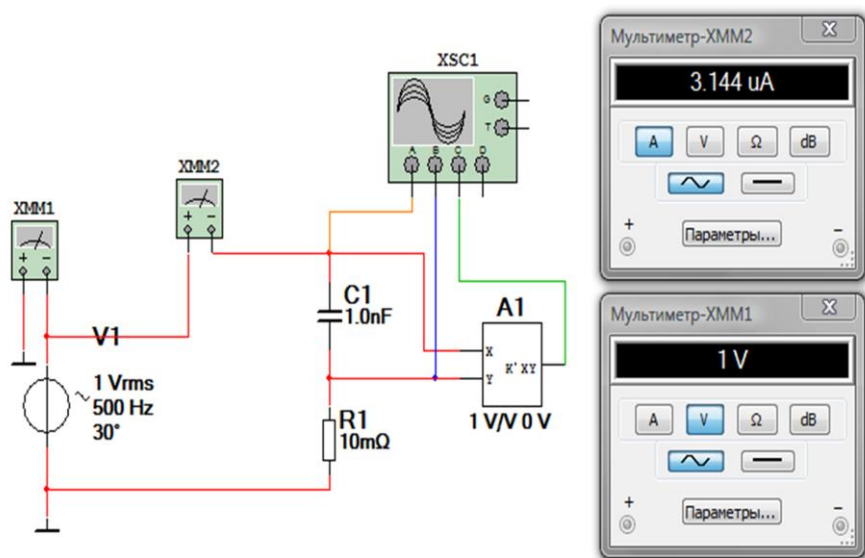 XSC1
G
T
A B C D
XMM2
+ −
XMM1
+ −
V1
1 Vrms
500 Hz
30°
C1
1.0nF
R1
10mΩ
A1
X
Y
K*XY
1 V/V 0 V
Мультиметр-XMM2
X
3.144 uA
A V Ω dB
+ −
Параметры...
Мультиметр-XMM1
X
1 V
A V Ω dB
+ −
Параметры...